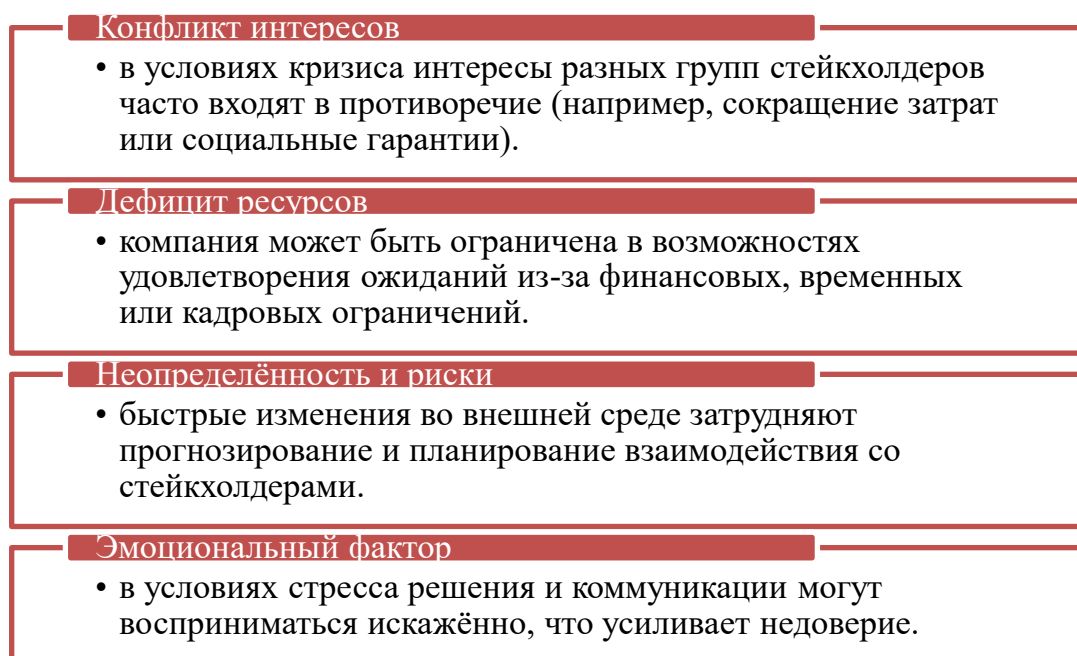 Конфликт интересов
• в условиях кризиса интересы разных групп стейкхолдеров
часто входят в противоречие (например, сокращение затрат
или социальные гарантии).
Дефицит ресурсов
• компания может быть ограничена в возможностях
удовлетворения ожиданий из-за финансовых, временных
или кадровых ограничений.
Неопределённость и риски
• быстрые изменения во внешней среде затрудняют
прогнозирование и планирование взаимодействия со
стейкхолдерами.
Эмоциональный фактор
• в условиях стресса решения и коммуникации могут
восприниматься искажённо, что усиливает недоверие.